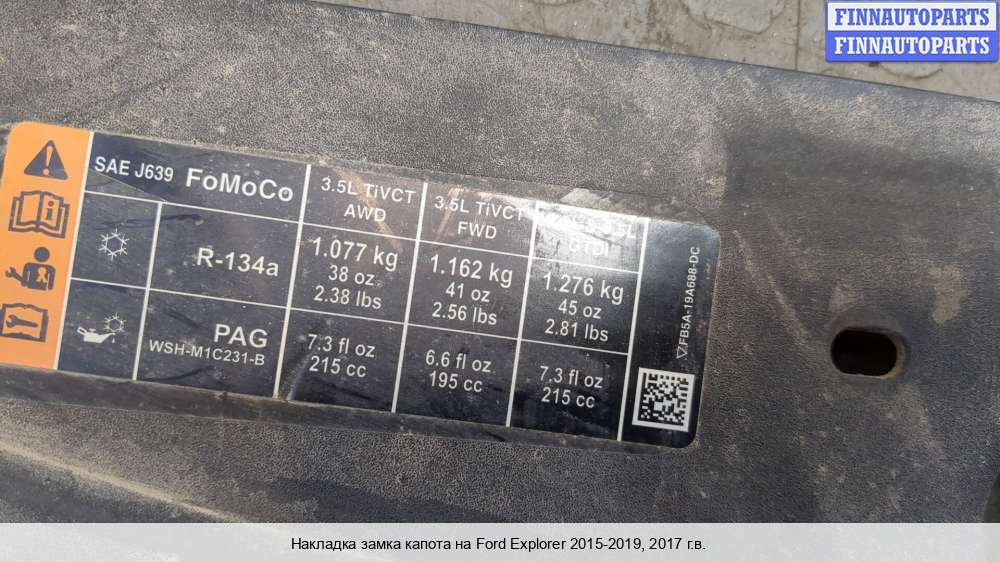 FINNAUTOPARTS
FINNAUTOPARTS
SAE J639 FoMoCo
3.5L TiVCT
AWD
3.5L TiVCT
FWD
3.5L
GTDI
R-134a
1.077 kg
38 oz
2.38 lbs
1.162 kg
41 oz
2.56 lbs
1.276 kg
45 oz
2.81 lbs
PAG
WSH-M1C231-B
7.3 fl oz
215 cc
6.6 fl oz
195 cc
7.3 fl oz
215 cc
FB5A-19A688-DC
Накладка замка капота на Ford Explorer 2015-2019, 2017 г.в.